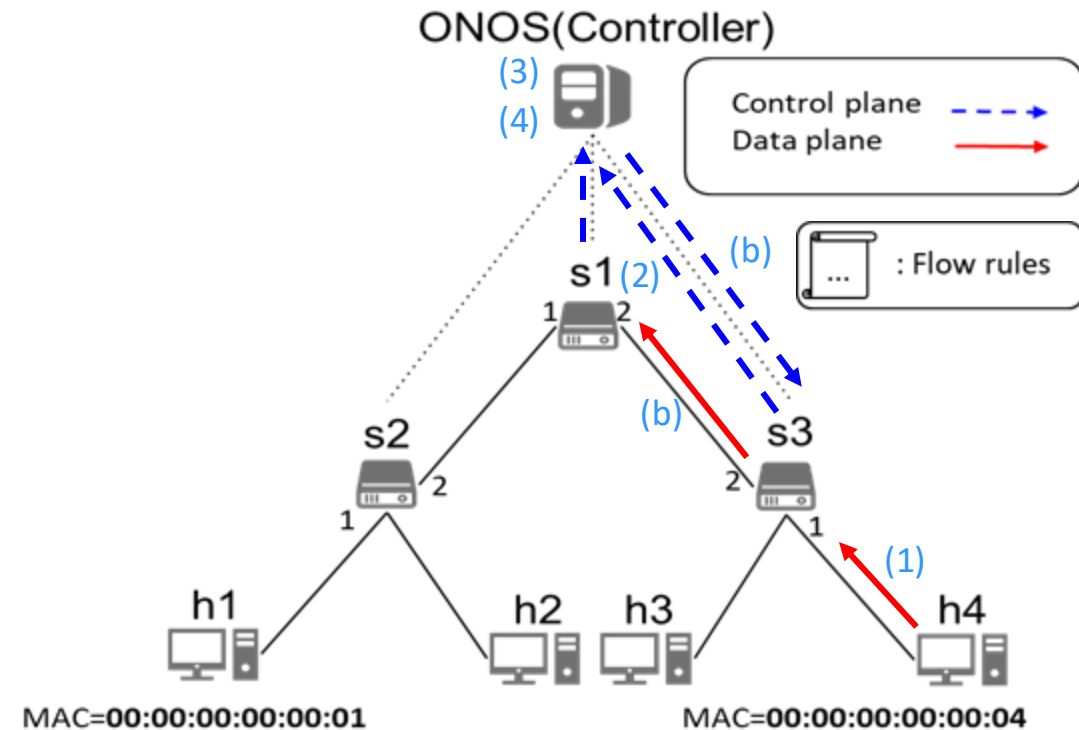 ONOS(Controller)
(3)
(4)
Control plane
Data plane
(b)
... : Flow rules
s1 (2)
1 2
(b)
s2 s3
2 2
1 1
(1)
h1 h2 h3 h4
MAC=00:00:00:00:00:01 MAC=00:00:00:00:00:04